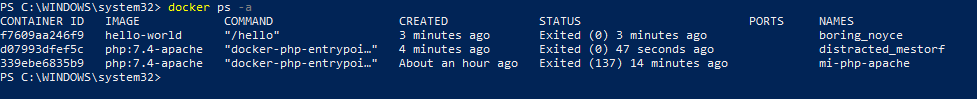 PS C:\WINDOWS\system32> docker ps -a
CONTAINER ID   IMAGE            COMMAND                  CREATED             STATUS                        PORTS     NAMES
f7609aa246f9   hello-world      "/hello"                 3 minutes ago       Exited (0) 3 minutes ago                boring_noyce
d07993dfef5c   php:7.4-apache   "docker-php-entrypoi…"   4 minutes ago       Exited (0) 47 seconds ago               distracted_mestorf
339ebe6835b9   php:7.4-apache   "docker-php-entrypoi…"   About an hour ago   Exited (137) 14 minutes ago             mi-php-apache
PS C:\WINDOWS\system32>